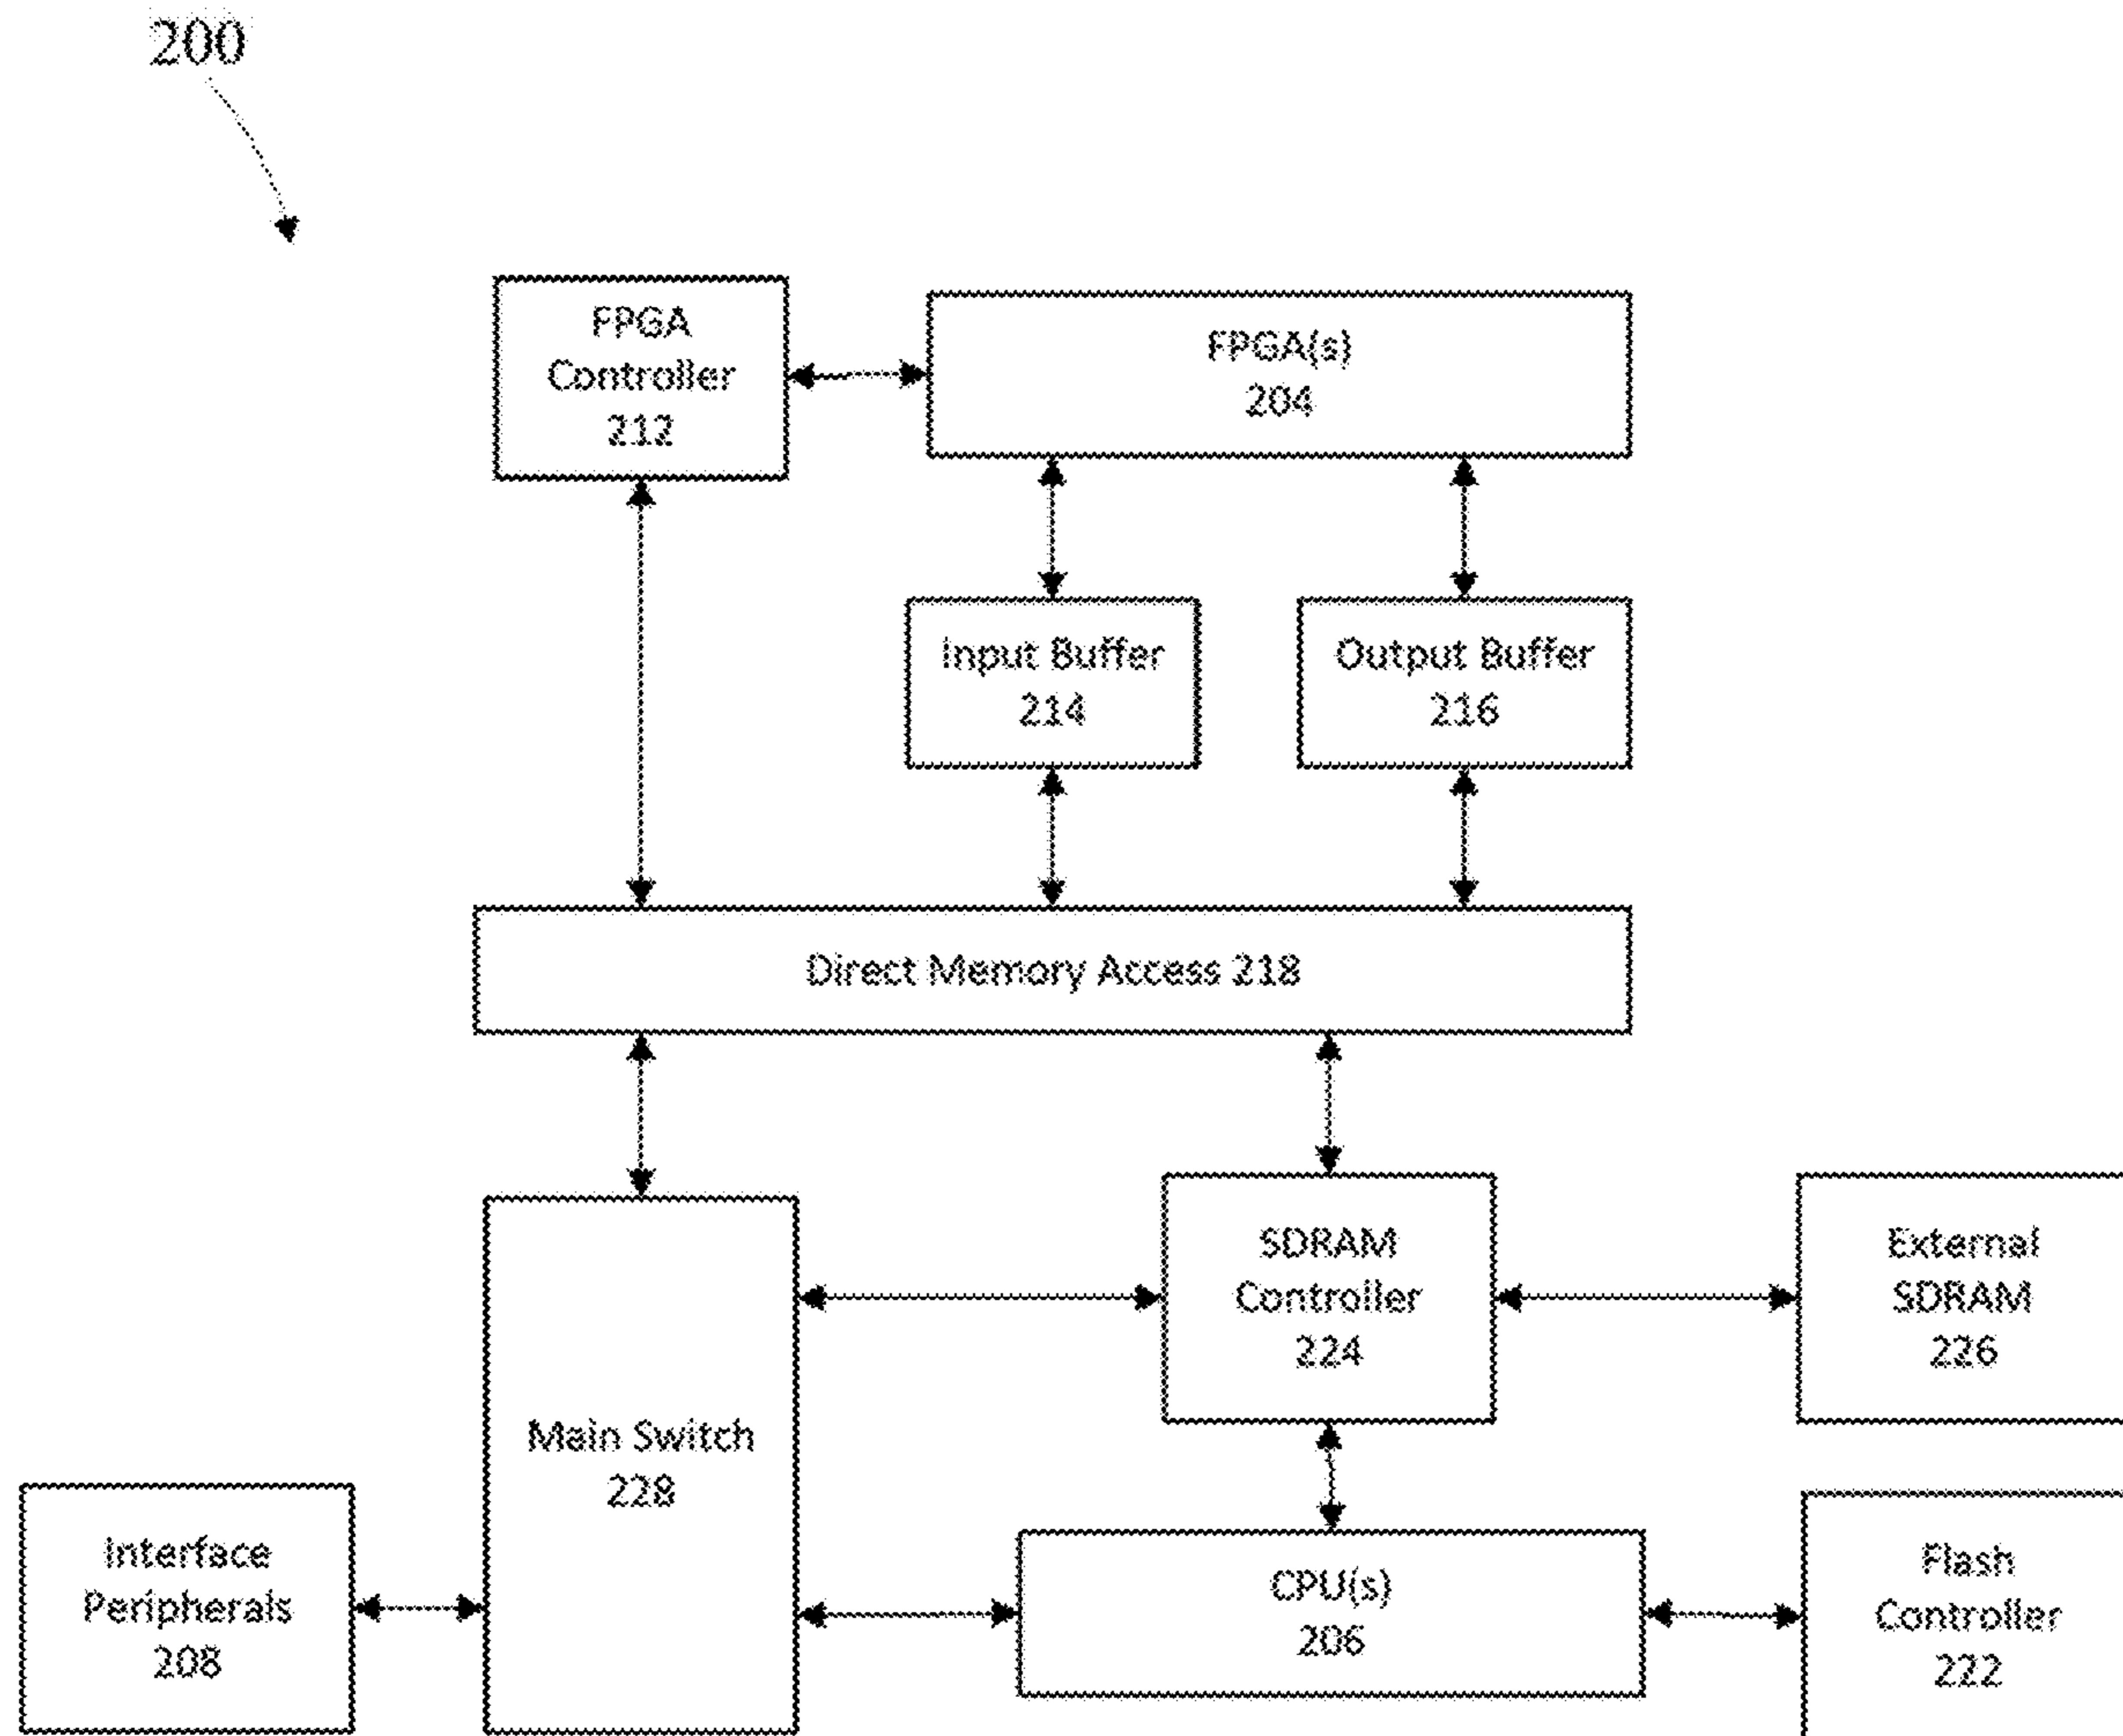 200
FPGA
Controller
212
FPGA(s)
204
Input Buffer
214
Output Buffer
216
Direct Memory Access 218
Main Switch
228
SDRAM
Controller
224
External
SDRAM
226
Interface
Peripherals
208
CPU(s)
206
Flash
Controller
222